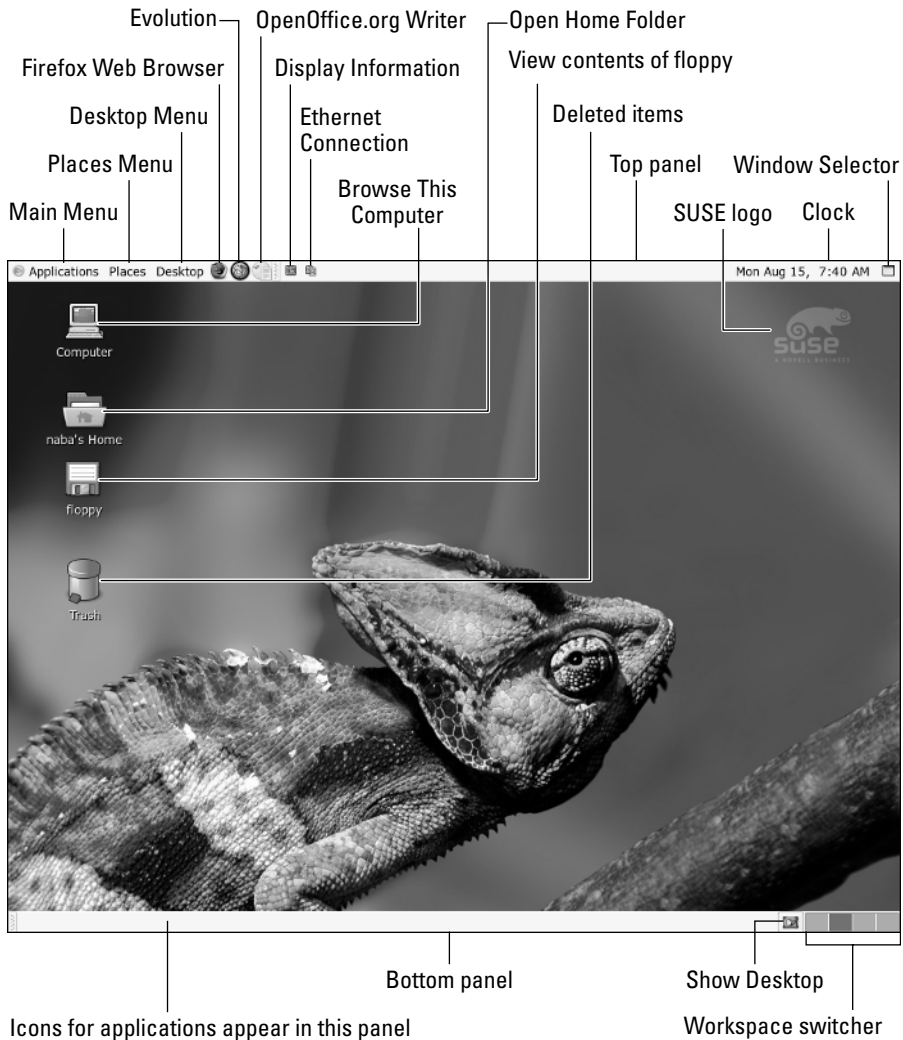 Evolution
OpenOffice.org Writer
Open Home Folder
Firefox Web Browser
Display Information
View contents of floppy
Desktop Menu
Ethernet
Connection
Deleted items
Places Menu
Browse This
Computer
Top panel
Window Selector
Main Menu
SUSE logo
Clock
Applications Places Desktop
Mon Aug 15, 7:40 AM
Computer
suse
A NOVELL BUSINESS
naba's Home
floppy
Trash
Bottom panel
Show Desktop
Icons for applications appear in this panel
Workspace switcher